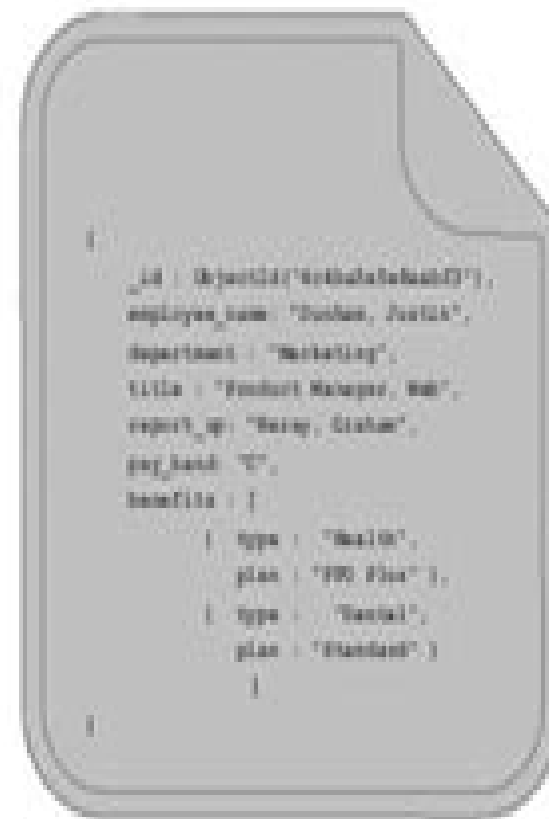 {
_id : ObjectId(
employee_name: "Dunham, Justin",
department : "Marketing",
title : "Product Manager, Web",
report_up: "Neray, Graham",
pay_band: "C",
benefits : [
{ type : "Health",
plan : "PPO Plus" },
{ type : "Dental",
plan : "Standard" }
]
}